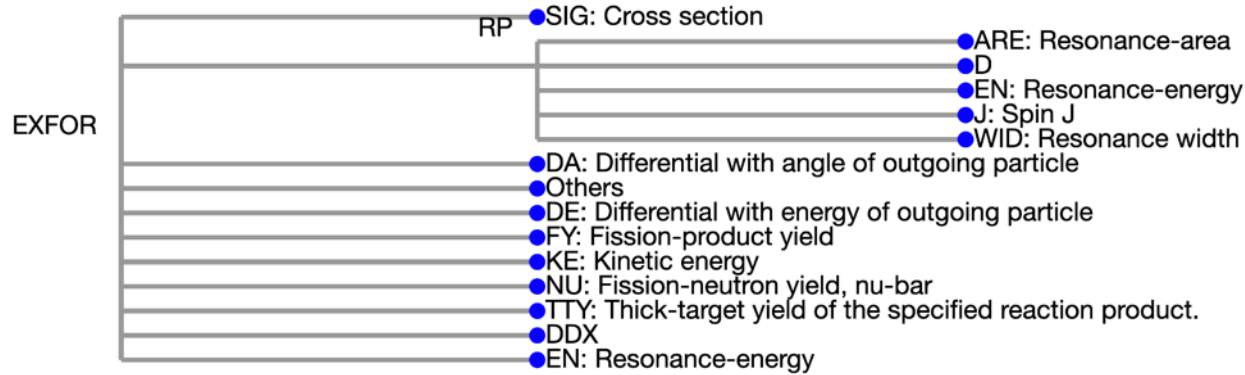 SIG: Cross section
RP
ARE: Resonance-area
D
EN: Resonance-energy
J: Spin J
WID: Resonance width
EXFOR
DA: Differential with angle of outgoing particle
Others
DE: Differential with energy of outgoing particle
FY: Fission-product yield
KE: Kinetic energy
NU: Fission-neutron yield, nu-bar
TTY: Thick-target yield of the specified reaction product.
DDX
EN: Resonance-energy